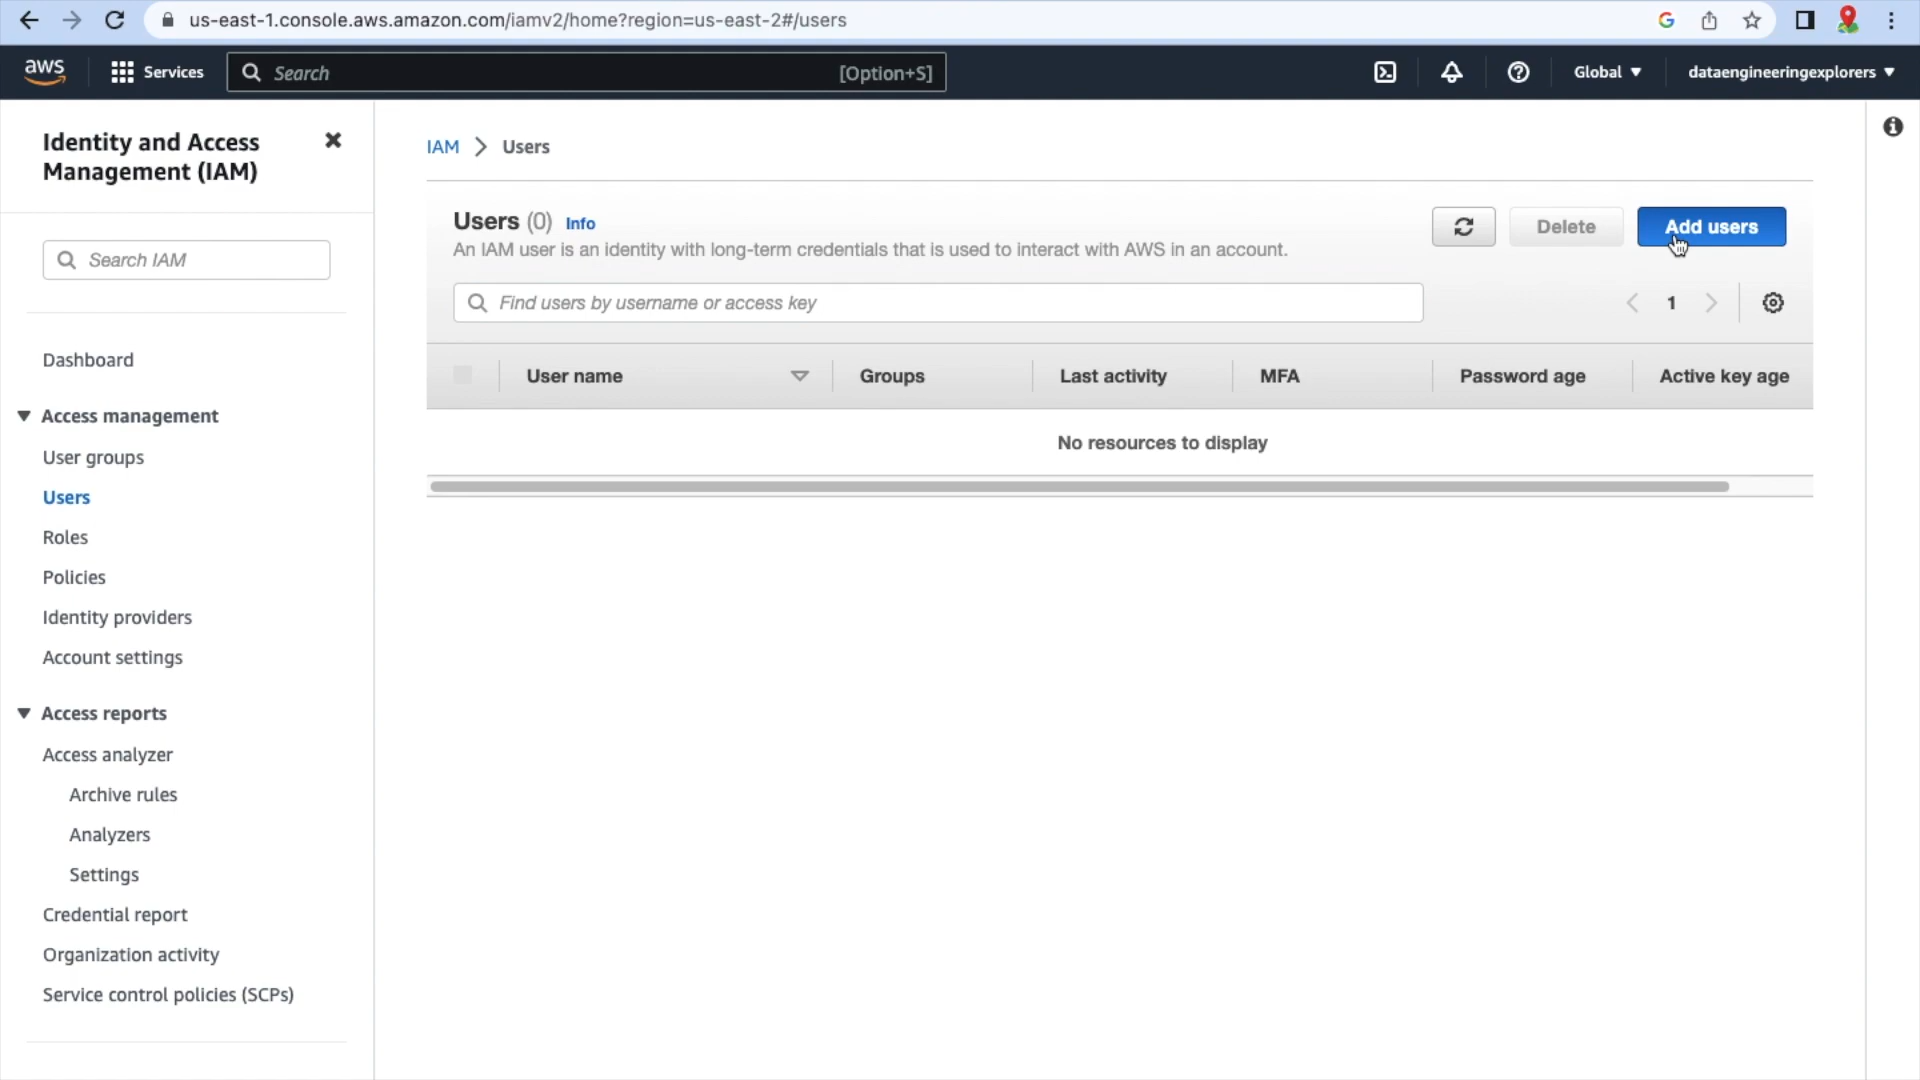 us-east-1.console.aws.amazon.com/iamv2/home?region=us-east-2#/users
aws
Services
Search
[Option+S]
Global
dataengineeringexplorers
Identity and Access
Management (IAM)
Search IAM
Dashboard
Access management
User groups
Users
Roles
Policies
Identity providers
Account settings
Access reports
Access analyzer
Archive rules
Analyzers
Settings
Credential report
Organization activity
Service control policies (SCPs)
IAM > Users
Users (0) Info
An IAM user is an identity with long-term credentials that is used to interact with AWS in an account.
Delete
Add users
Find users by username or access key
1
User name Groups Last activity MFA Password age Active key age
No resources to display